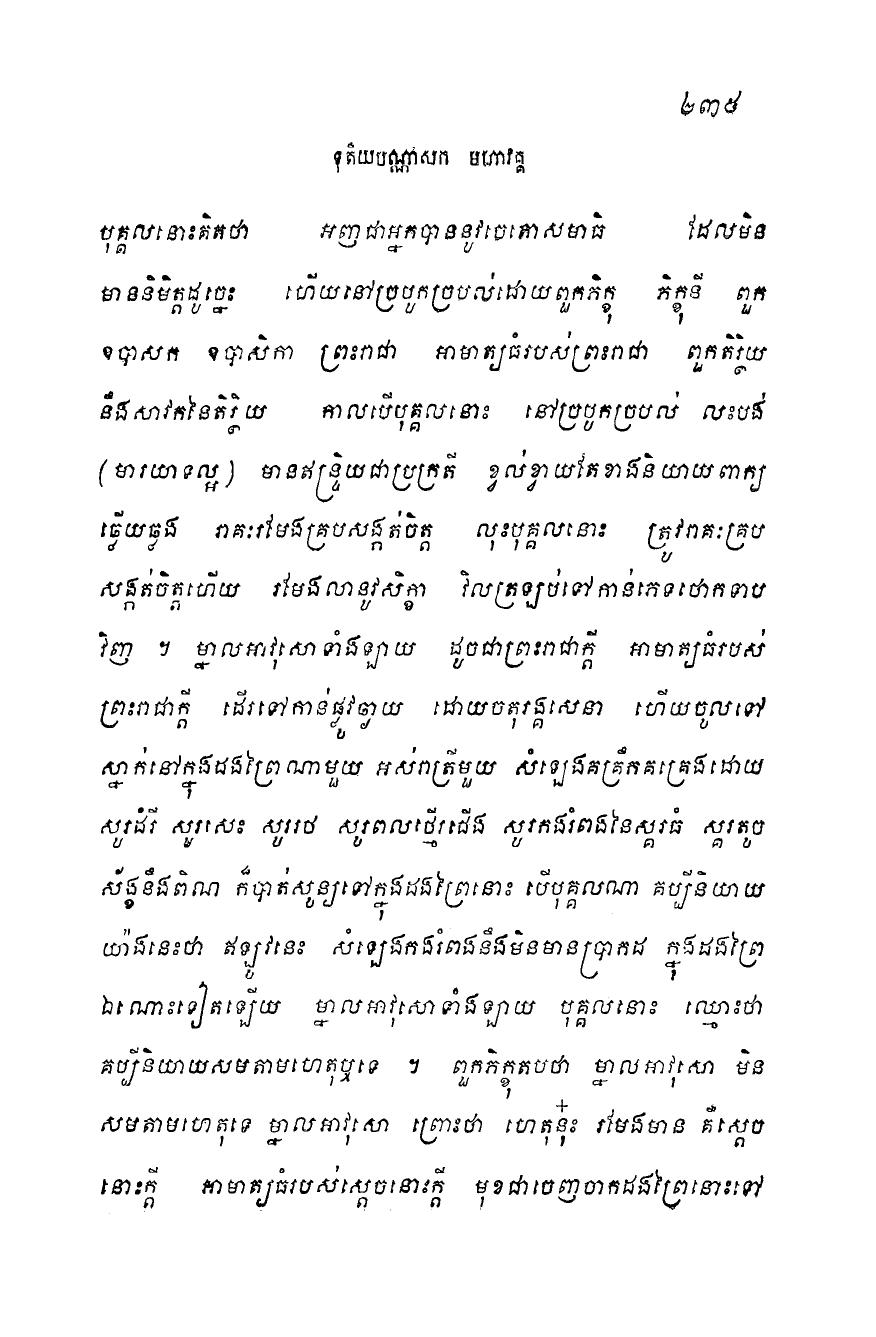 ២៣៥
ទុតិយបណ្ណាសក មហាវគ្គ
បុគ្គលនោះគិតថា អញជាអ្នកបាននូវចេតោសមាធិ ដែលមិន
មាននិមិត្តដូច្នេះ ហើយនៅច្របូកច្របល់ដោយពួកភិក្ខុ ភិក្ខុនី ពួក
ឧបាសក ឧបាសិកា ព្រះរាជា អាមាត្យធំរបស់ព្រះរាជា ពួកតិរ្ថិយ
នឹងសាវកនៃតិរ្ថិយ កាលបើបុគ្គលនោះ នៅច្របូកច្របល់ លះបង់
(មារយាទល្អ) មានឥន្ទ្រិយជាប្រក្រតី ខ្វល់ខ្វាយតែខាងនិយាយពាក្យ
ធ្វើយធ្លង រាគៈរមែងគ្របសង្កត់ចិត្ត លុះបុគ្គលនោះ ត្រូវរាគៈគ្រប
សង្កត់ចិត្តហើយ រមែងលានូវសិក្ខា វិលត្រឡប់ទៅកាន់ភេទថោកទាប
វិញ ។ ម្នាលអាវុសោទាំងឡាយ ដូចជាព្រះរាជាក្តី អាមាត្យធំរបស់
ព្រះរាជាក្តី ដើរទៅកាន់ផ្លូវឆ្ងាយ ដោយចតុរង្គសេនា ហើយចូលទៅ
ស្នាក់នៅក្នុងដងព្រៃណាមួយ អស់រាត្រីមួយ សំឡេងគគ្រឹកគគ្រេងដោយ
សូរដំរី សូរសេះ សូររថ សូរពលថ្មើរជើង សូរកងរំពងនៃស្គរធំ ស្គរតូច
ស័ង្ខនឹងពិណ ក៏បាត់សូន្យទៅក្នុងដងព្រៃនោះ បើបុគ្គលណា គប្បីនិយាយ
យ៉ាងនេះថា ឥឡូវនេះ សំឡេងកងរំពងនឹងមិនមានប្រាកដ ក្នុងដងព្រៃ
ឯណោះទៀតឡើយ ម្នាលអាវុសោទាំងឡាយ បុគ្គលនោះ ឈ្មោះថា
គប្បីនិយាយសមតាមហេតុឬទេ ។ ពួកភិក្ខុតបថា ម្នាលអាវុសោ មិន
សមតាមហេតុទេ ម្នាលអាវុសោ ព្រោះថា ហេតុនុ៎ះ រមែងមាន គឺស្តេច
នោះក្តី អាមាត្យធំរបស់ស្តេចនោះក្តី មុខជាចេញចាកដងព្រៃនោះទៅ